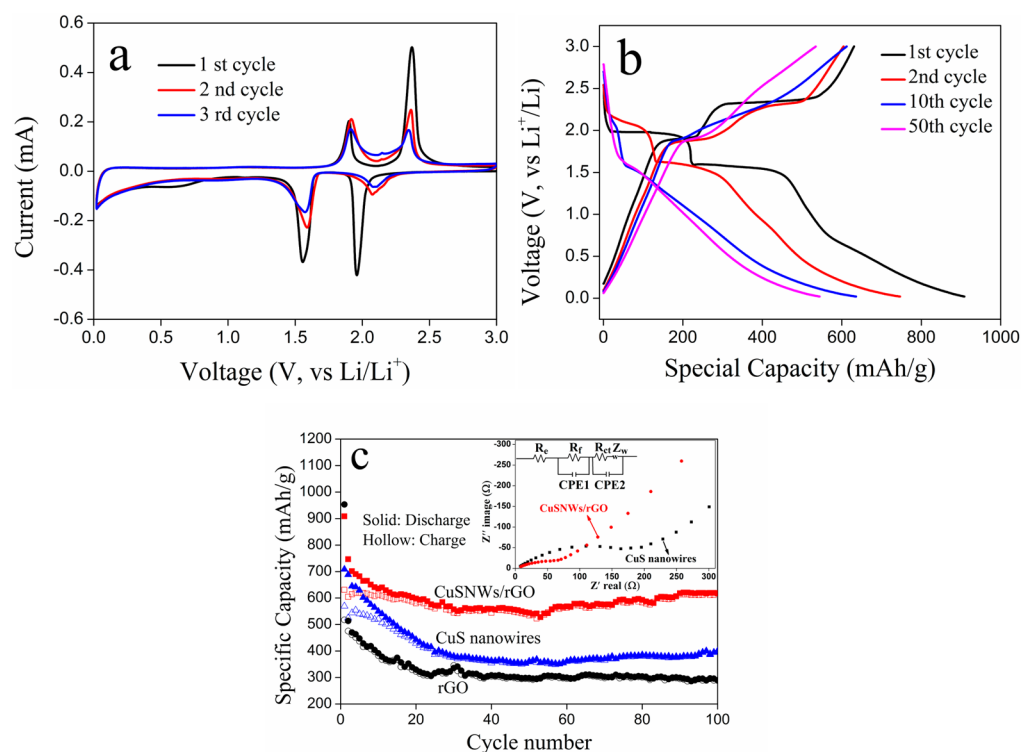 a
1 st cycle
2 nd cycle
3 rd cycle
0.6
0.4
0.2
0.0
-0.2
-0.4
-0.6
Current (mA)
0.0 0.5 1.0 1.5 2.0 2.5 3.0
Voltage (V, vs Li/Li⁺)
b
1st cycle
2nd cycle
10th cycle
50th cycle
3.0
2.5
2.0
1.5
1.0
0.5
0.0
Voltage (V, vs Li⁺/Li)
0 200 400 600 800 1000
Special Capacity (mAh/g)
c
Solid: Discharge
Hollow: Charge
CuSNWs/rGO
CuS nanowires
rGO
1200
1100
1000
900
800
700
600
500
400
300
200
Specific Capacity (mAh/g)
0 20 40 60 80 100
Cycle number
Rₑ R_f R_ct Z_w
CPE1 CPE2
CuSNWs/rGO
CuS nanowires
-300
-250
-200
-150
-100
-50
0
Z'' image (Ω)
0 50 100 150 200 250 300
Z' real (Ω)